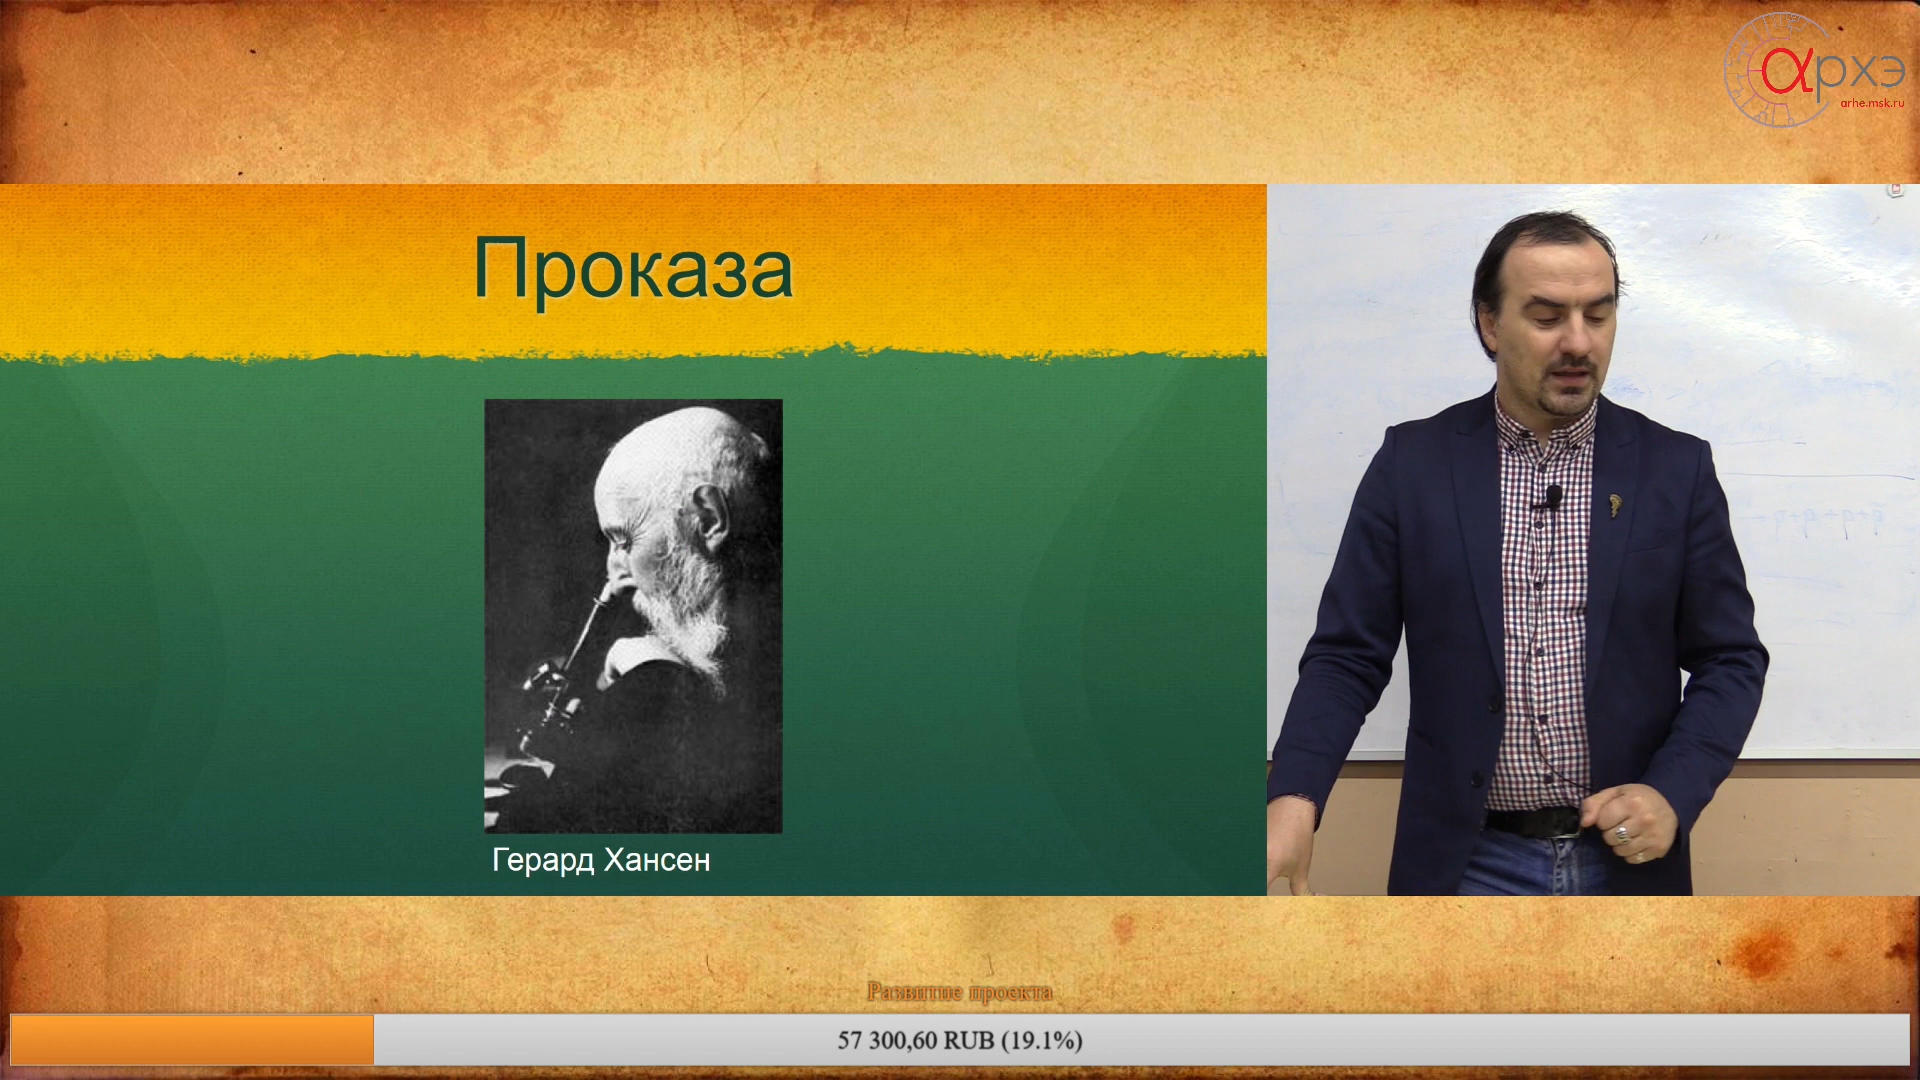 αрхэ
arhe.msk.ru
Проказа
Герард Хансен
Развитие проекта
57 300,60 RUB (19.1%)